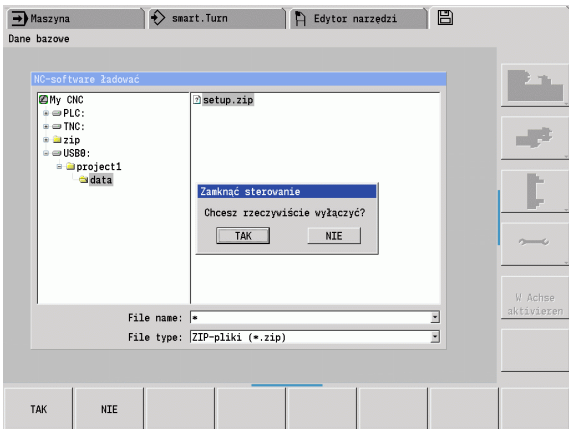 Maszyna
smart.Turn
Edytor narzędzi
Dane bazowe
NC-software ładować
My CNC
PLC:
TNC:
zip
USB0:
project1
data
setup.zip
Zamknąć sterowanie
Chcesz rzeczywiście wyłączyć?
TAK
NIE
File name: *
File type: ZIP-pliki (*.zip)
W Achse
aktivieren
TAK
NIE